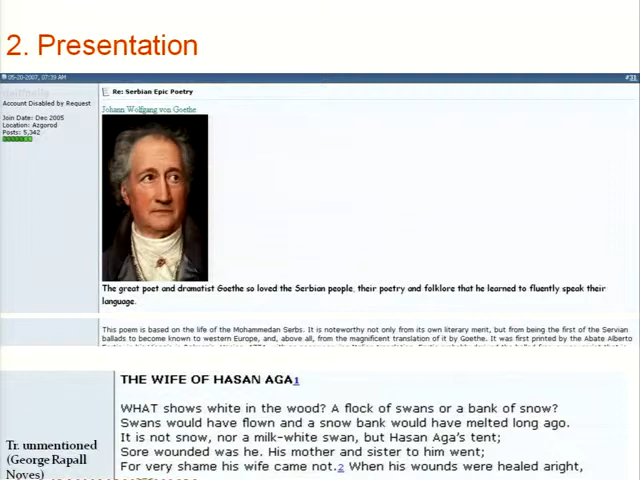 2. Presentation
05-20-2007, 07:39 AM
#31
Account Disabled by Request
Re: Serbian Epic Poetry
Join Date: Dec 2005
Location: Azgorod
Posts: 5,342
Johann Wolfgang von Goethe
The great poet and dramatist Goethe so loved the Serbian people, their poetry and folklore that he learned to fluently speak their
language.
This poem is based on the life of the Mohammedan Serbs. It is noteworthy not only from its own literary merit, but from being the first of the Servian
ballads to become known to western Europe, and, above all, from the magnificent translation of it by Goethe. It was first printed by the Abate Alberto
THE WIFE OF HASAN AGA1
WHAT shows white in the wood? A flock of swans or a bank of snow?
Swans would have flown and a snow bank would have melted long ago.
It is not snow, nor a milk-white swan, but Hasan Aga's tent;
Sore wounded was he. His mother and sister to him went;
For very shame his wife came not.2 When his wounds were healed aright,
Tr. unmentioned
(George Rapall
Noyes)